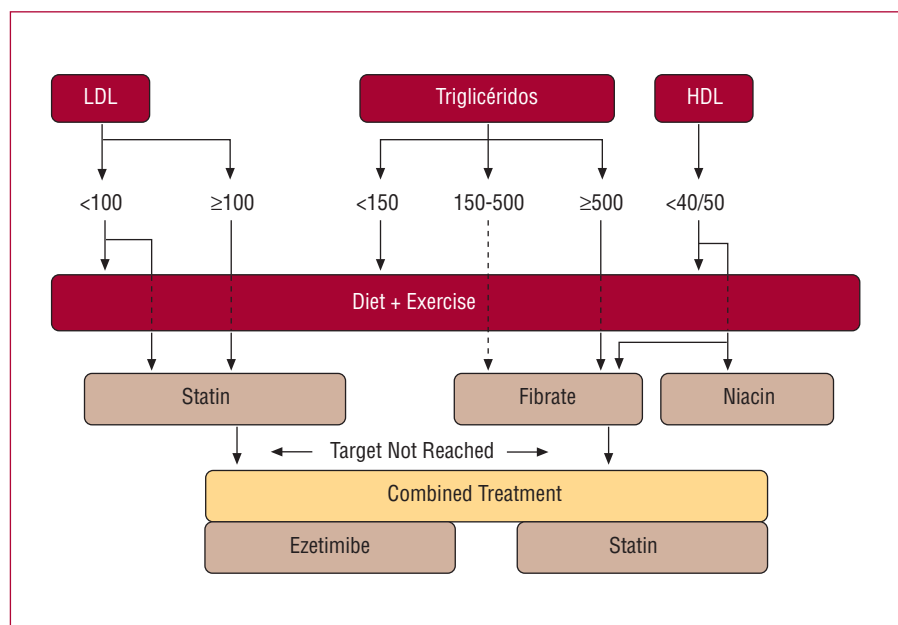 LDL
Triglicéridos
HDL
<100
≥100
<150
150-500
≥500
<40/50
Diet + Exercise
Statin
Fibrate
Niacin
Target Not Reached
Combined Treatment
Ezetimibe
Statin